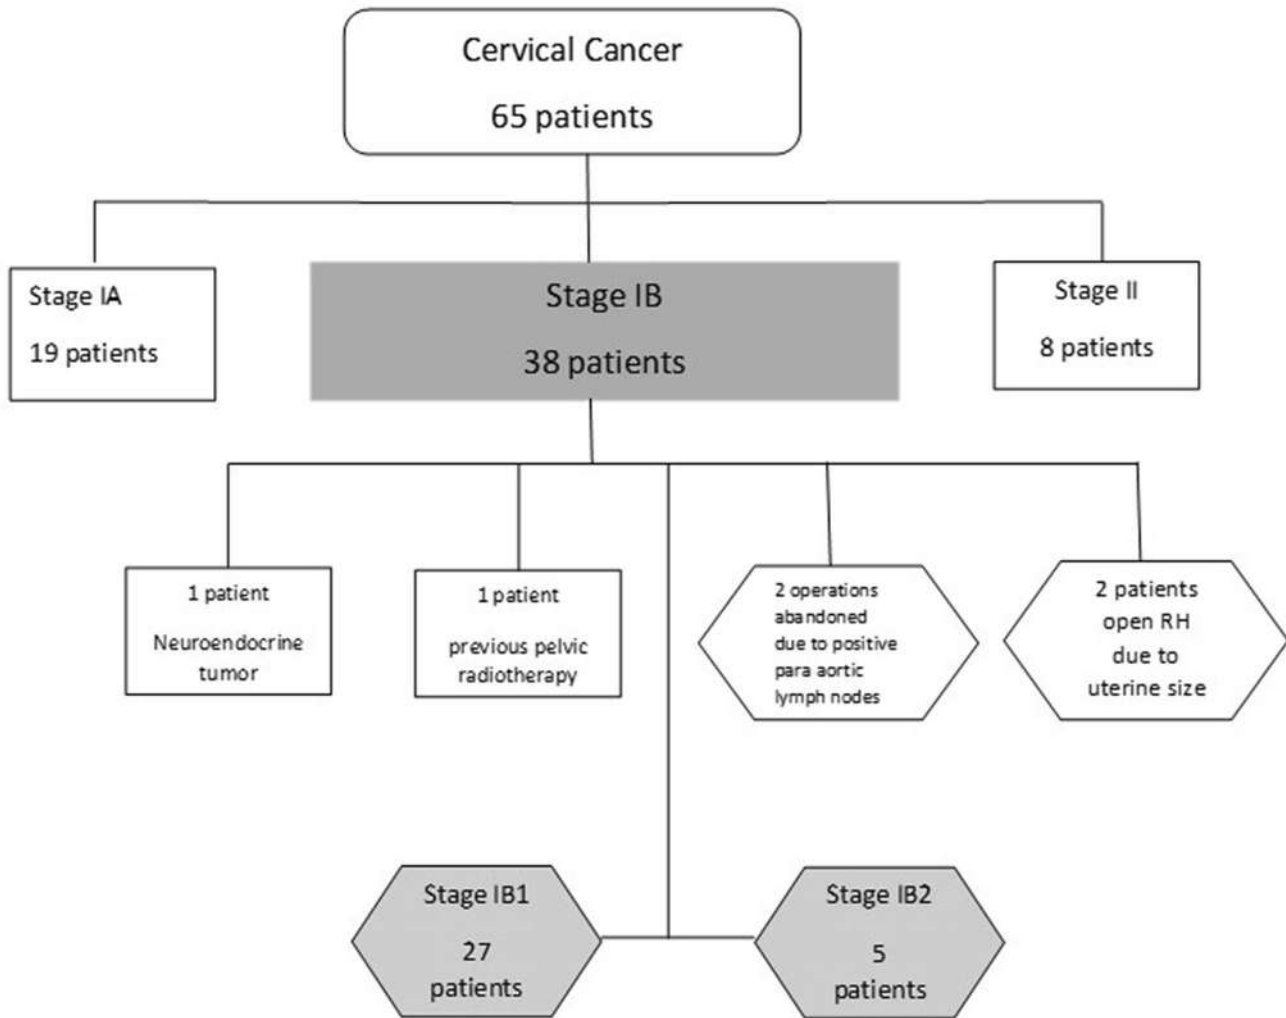 Cervical Cancer
65 patients
Stage IA
19 patients
Stage IB
38 patients
Stage II
8 patients
1 patient
Neuroendocrine
tumor
1 patient
previous pelvic
radiotherapy
2 operations
abandoned
due to positive
para aortic
lymph nodes
2 patients
open RH
due to
uterine size
Stage IB1
27
patients
Stage IB2
5
patients